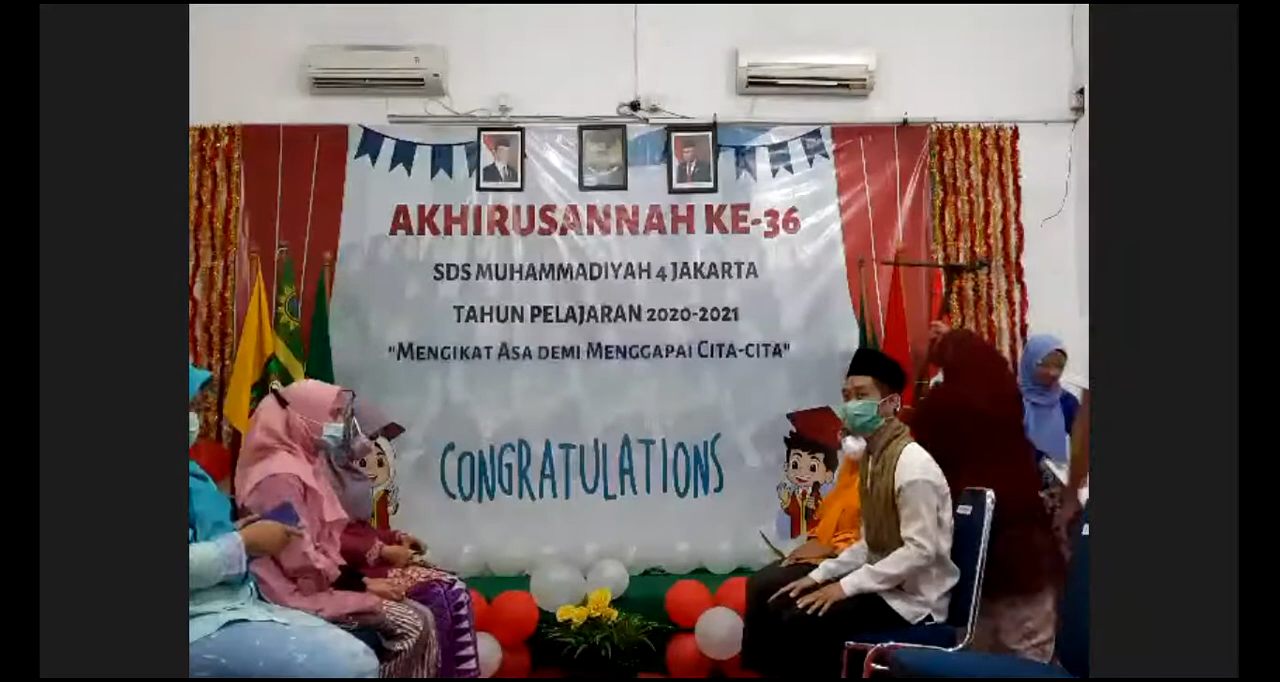 AKHIRUSANNAH KE-36
SDS MUHAMMADIYAH 4 JAKARTA
TAHUN PELAJARAN 2020-2021
"MENGIKAT ASA DEMI MENGGAPAI CITA-CITA"
CONGRATULATIONS